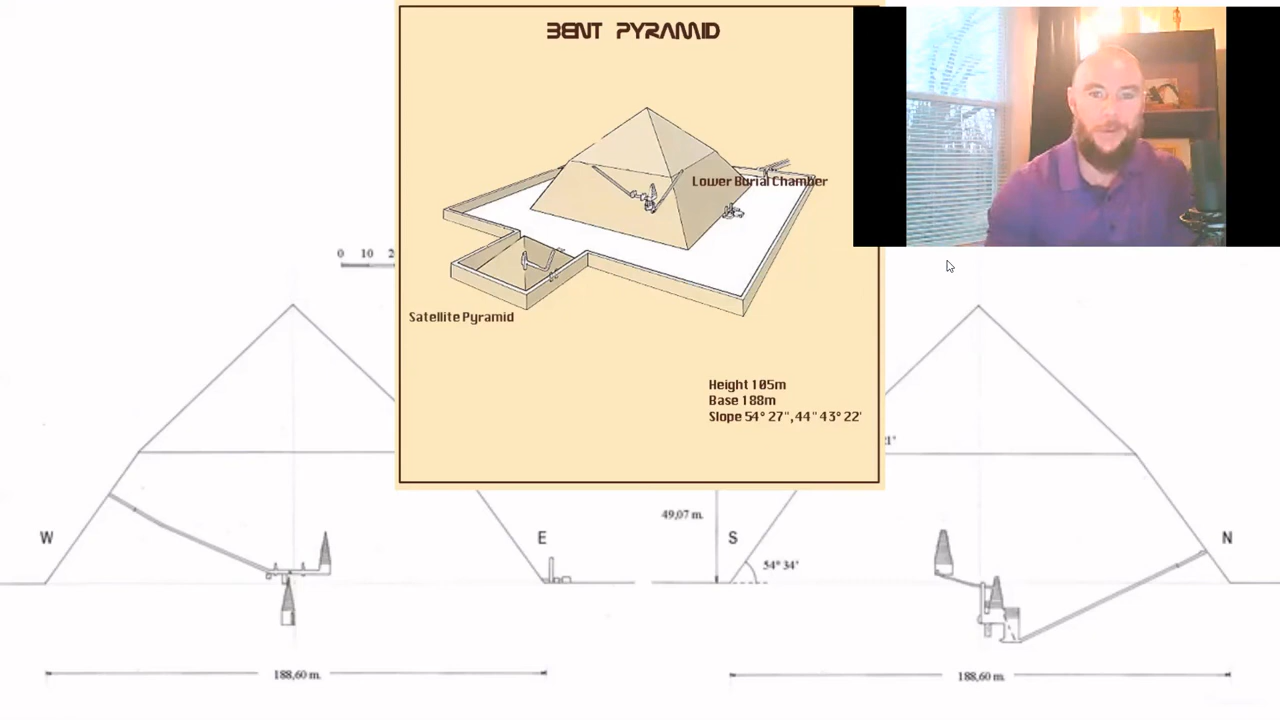 BENT PYRAMID
Lower Burial Chamber
Satellite Pyramid
Height 105m
Base 188m
Slope 54° 27", 44" 43° 22'
0 10 2
W
E
49,07 m.
S
54° 34'
N
188,60 m.
188,60 m.